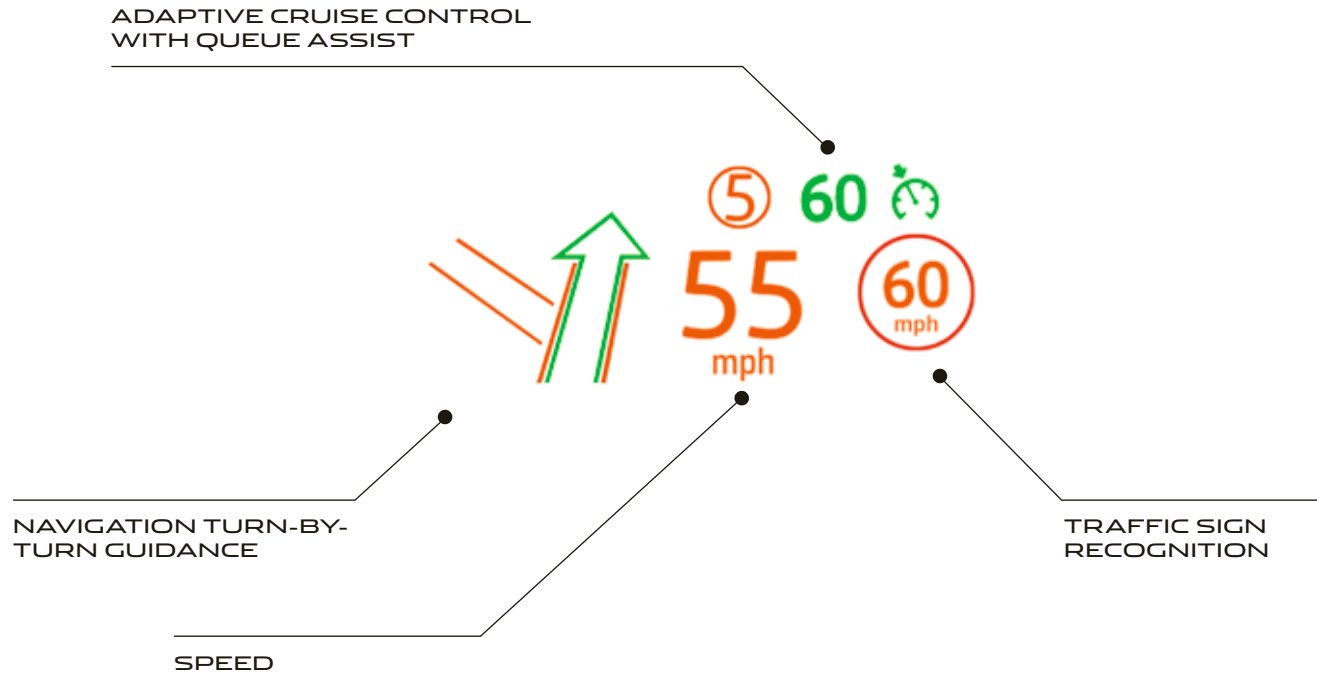 ADAPTIVE CRUISE CONTROL
WITH QUEUE ASSIST
5 60
55
mph
60
mph
NAVIGATION TURN-BY-
TURN GUIDANCE
TRAFFIC SIGN
RECOGNITION
SPEED